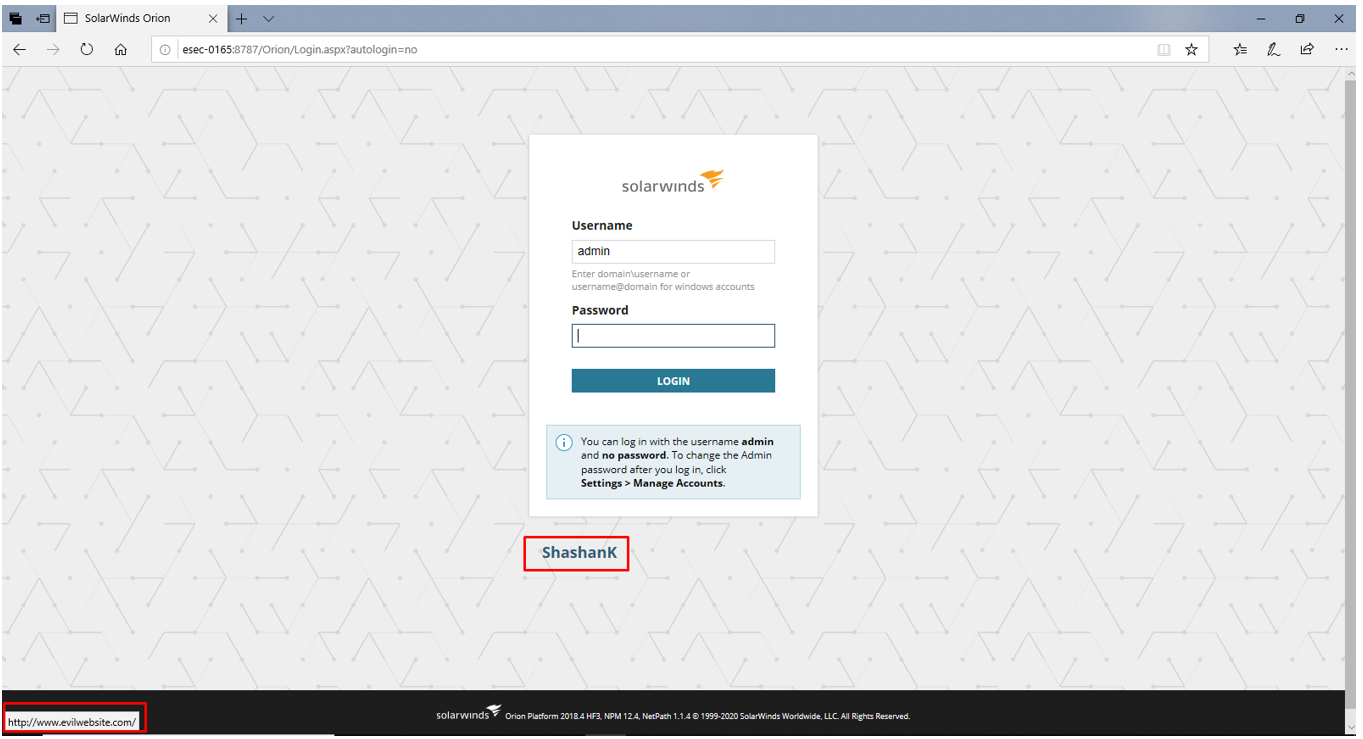 SolarWinds Orion
esec-0165:8787/Orion/Login.aspx?autologin=no
solarwinds
Username
admin
Enter domain\username or
username@domain for windows accounts
Password
LOGIN
You can log in with the username admin
and no password. To change the Admin
password after you log in, click
Settings > Manage Accounts.
ShashanK
http://www.evilwebsite.com/
solarwinds Orion Platform 2018.4 HF3, NPM 12.4, NetPath 1.1.4 © 1999-2020 SolarWinds Worldwide, LLC. All Rights Reserved.